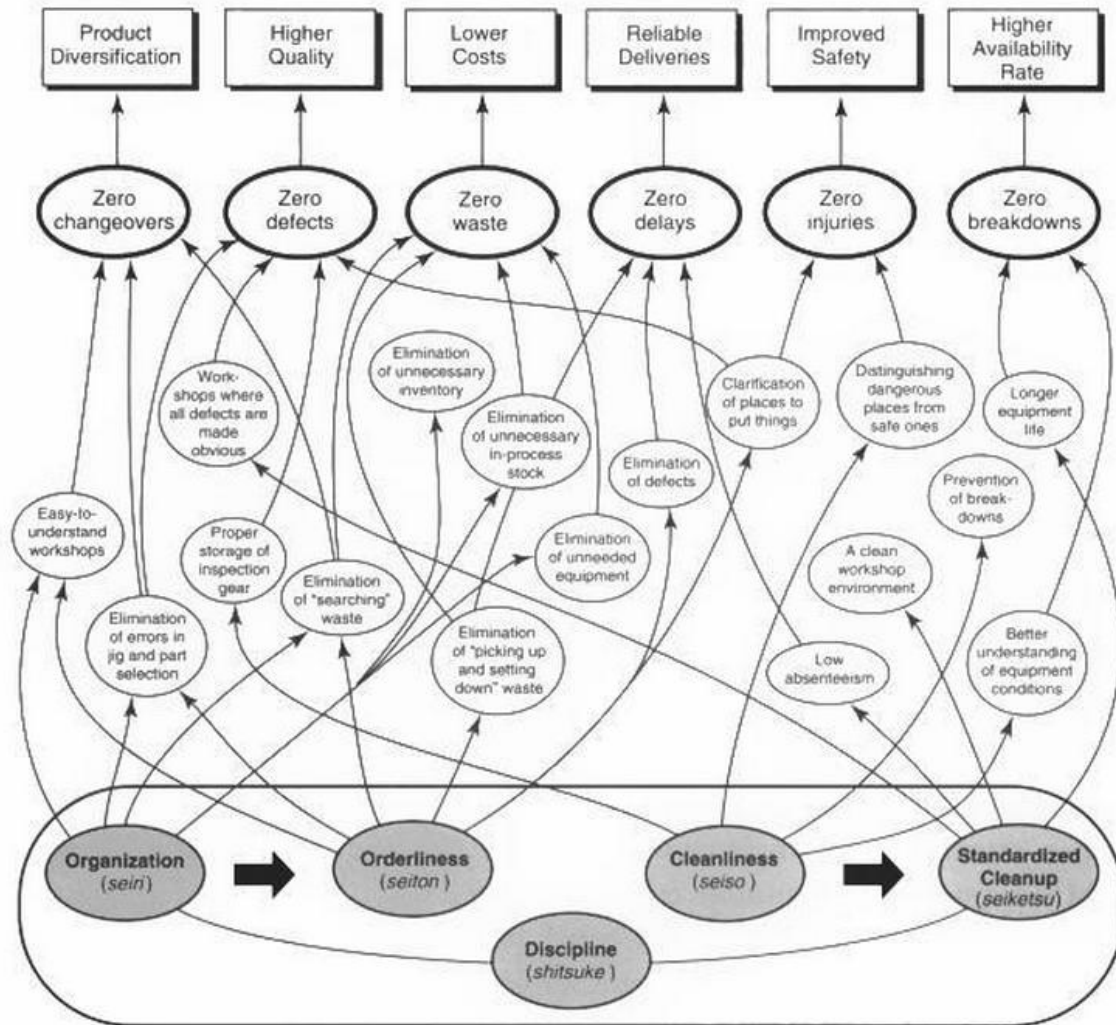 Product
Diversification
Higher
Quality
Lower
Costs
Reliable
Deliveries
Improved
Safety
Higher
Availability
Rate
Zero
changeovers
Zero
defects
Zero
waste
Zero
delays
Zero
injuries
Zero
breakdowns
Work-
shops where
all defects are
made
obvious
Elimination
of unnecessary
inventory
Elimination
of unnecessary
in-process
stock
Clarification
of places to
put things
Distinguishing
dangerous
places from
safe ones
Longer
equipment
life
Elimination
of defects
Prevention
of break-
downs
Easy-to-
understand
workshops
Proper
storage of
inspection
gear
Elimination
of "searching"
waste
Elimination
of unneeded
equipment
A clean
workshop
environment
Elimination
of errors in
jig and part
selection
Elimination
of "picking up
and setting
down" waste
Low
absenteeism
Better
understanding
of equipment
conditions
Organization
(seiri)
Orderliness
(seiton)
Cleanliness
(seiso)
Standardized
Cleanup
(seiketsu)
Discipline
(shitsuke)